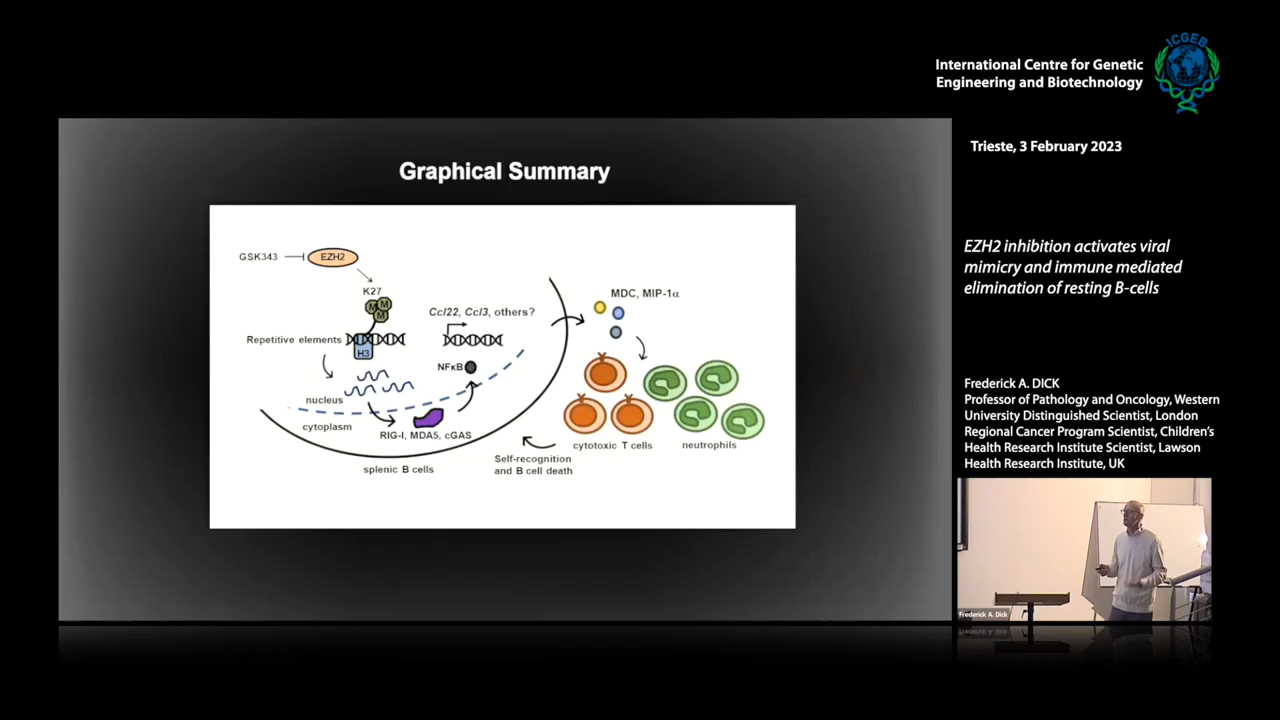 ICGEB
International Centre for Genetic
Engineering and Biotechnology
Trieste, 3 February 2023
Graphical Summary
GSK343
EZH2
K27
M M
M
Repetitive elements
H3
Ccl22, Ccl3, others?
NFκB
nucleus
cytoplasm
RIG-I, MDA5, cGAS
splenic B cells
MDC, MIP-1α
cytotoxic T cells
neutrophils
Self-recognition
and B cell death
EZH2 inhibition activates viral
mimicry and immune mediated
elimination of resting B-cells
Frederick A. DICK
Professor of Pathology and Oncology, Western
University Distinguished Scientist, London
Regional Cancer Program Scientist, Children's
Health Research Institute Scientist, Lawson
Health Research Institute, UK
Frederick A. Dick